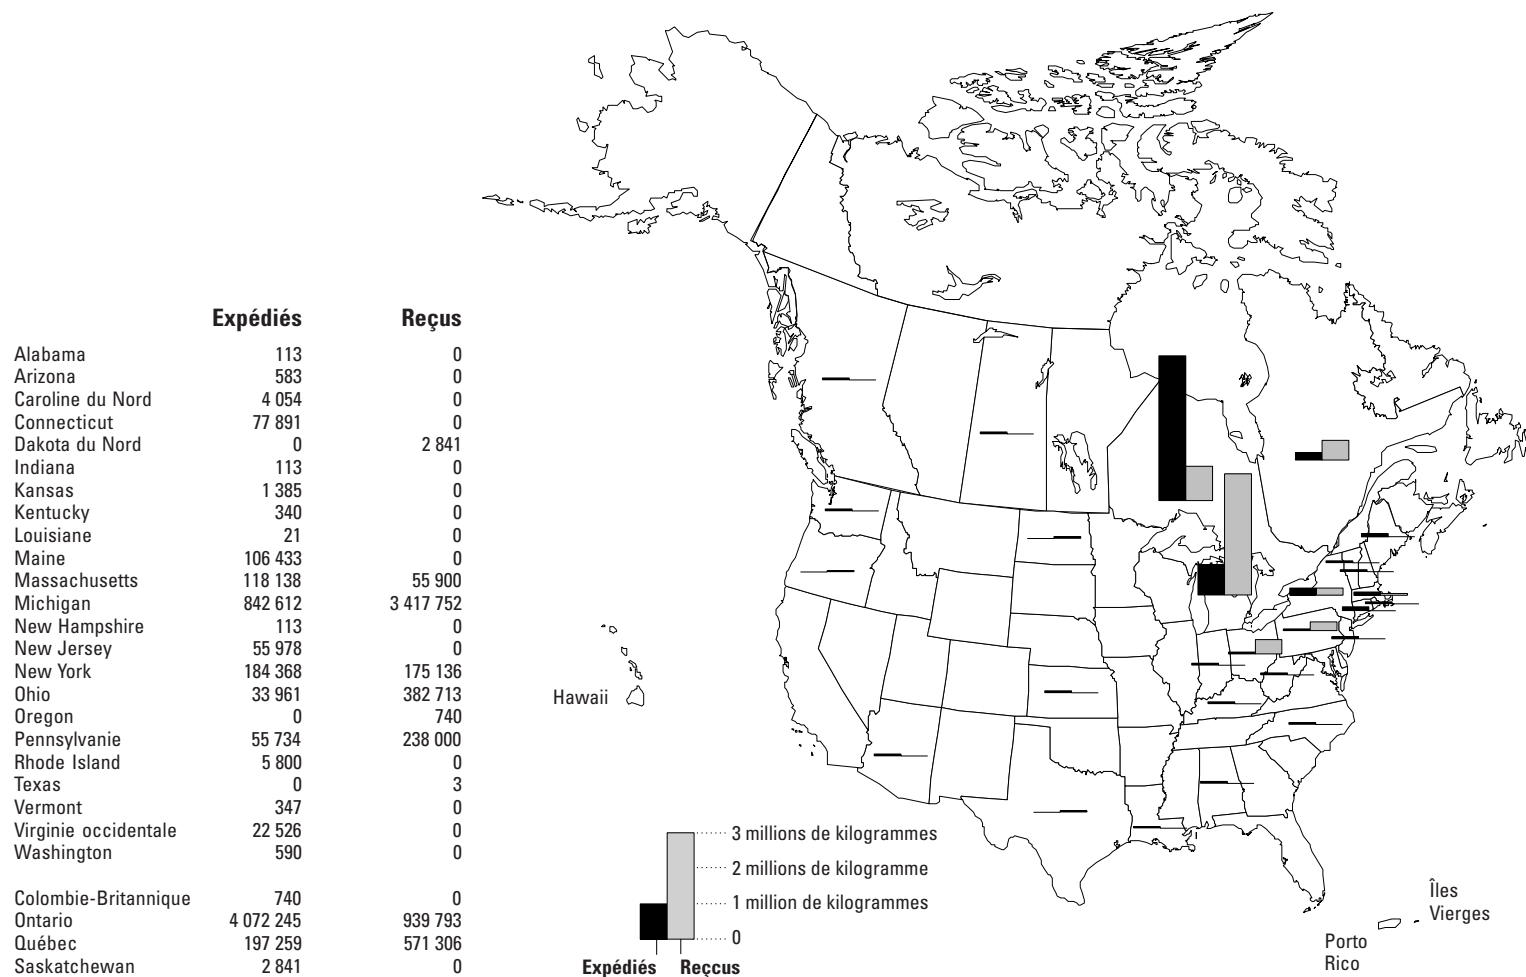 Expédiés Reçus
Alabama 113 0
Arizona 583 0
Caroline du Nord 4 054 0
Connecticut 77 891 0
Dakota du Nord 0 2 841
Indiana 113 0
Kansas 1 385 0
Kentucky 340 0
Louisiane 21 0
Maine 106 433 0
Massachusetts 118 138 55 900
Michigan 842 612 3 417 752
New Hampshire 113 0
New Jersey 55 978 0
New York 184 368 175 136
Ohio 33 961 382 713
Oregon 0 740
Pennsylvanie 55 734 238 000
Rhode Island 5 800 0
Texas 0 3
Vermont 347 0
Virginie occidentale 22 526 0
Washington 590 0
Colombie-Britannique 740 0
Ontario 4 072 245 939 793
Québec 197 259 571 306
Saskatchewan 2 841 0
Hawaii
3 millions de kilogrammes
2 millions de kilogramme
1 million de kilogrammes
0
Expédiés Reçcus
Îles
Vierges
Porto
Rico